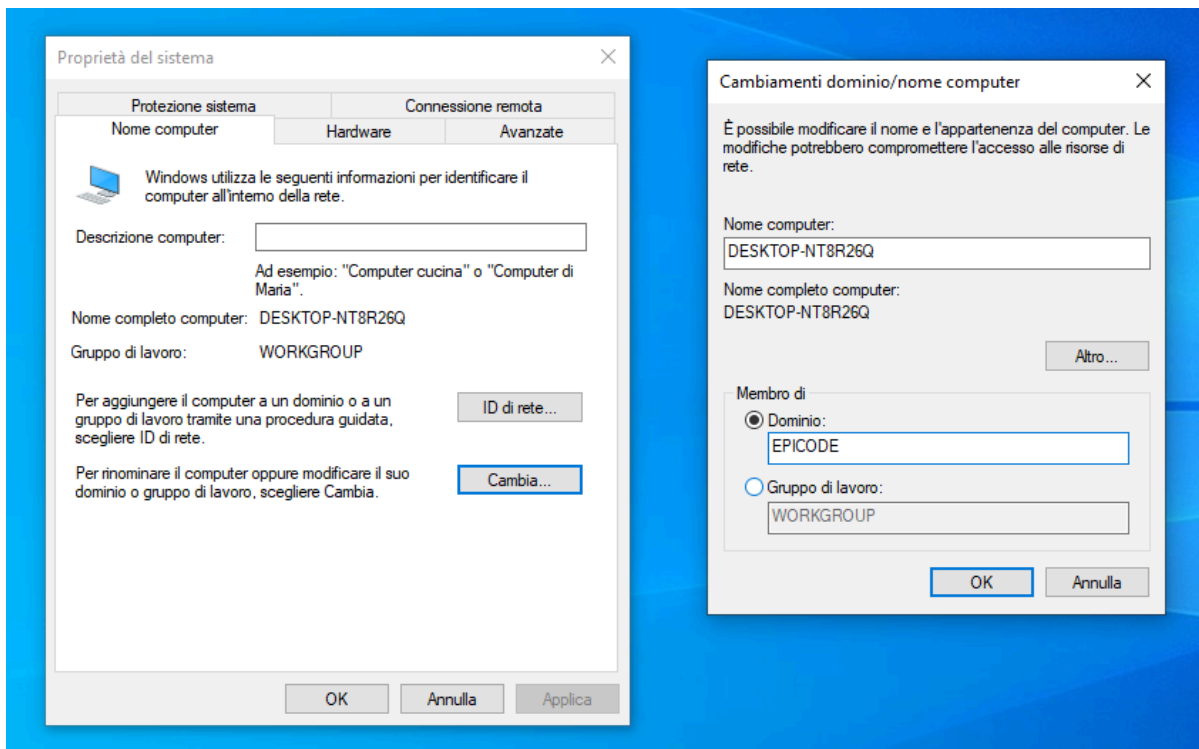 Proprietà del sistema
Protezione sistema
Connessione remota
Nome computer
Hardware
Avanzate
Windows utilizza le seguenti informazioni per identificare il
computer all'interno della rete.
Descrizione computer:
Ad esempio: "Computer cucina" o "Computer di
Maria".
Nome completo computer: DESKTOP-NT8R26Q
Gruppo di lavoro: WORKGROUP
Per aggiungere il computer a un dominio o a un
gruppo di lavoro tramite una procedura guidata,
scegliere ID di rete.
ID di rete...
Per rinominare il computer oppure modificare il suo
dominio o gruppo di lavoro, scegliere Cambia.
Cambia...
OK
Annulla
Applica
Cambiamenti dominio/nome computer
È possibile modificare il nome e l'appartenenza del computer. Le
modifiche potrebbero compromettere l'accesso alle risorse di
rete.
Nome computer:
DESKTOP-NT8R26Q
Nome completo computer:
DESKTOP-NT8R26Q
Altro...
Membro di
Dominio:
EPICODE
Gruppo di lavoro:
WORKGROUP
OK
Annulla